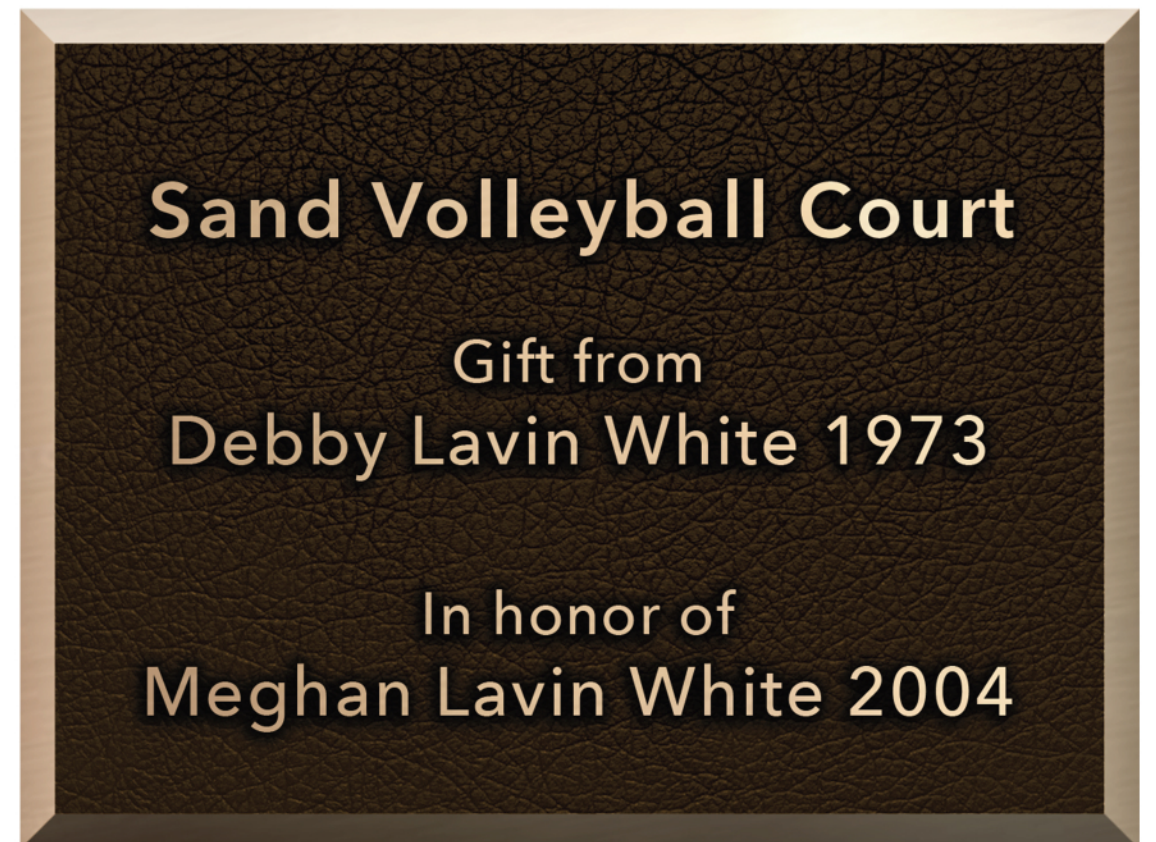 Sand Volleyball Court
Gift from
Debby Lavin White 1973
In honor of
Meghan Lavin White 2004